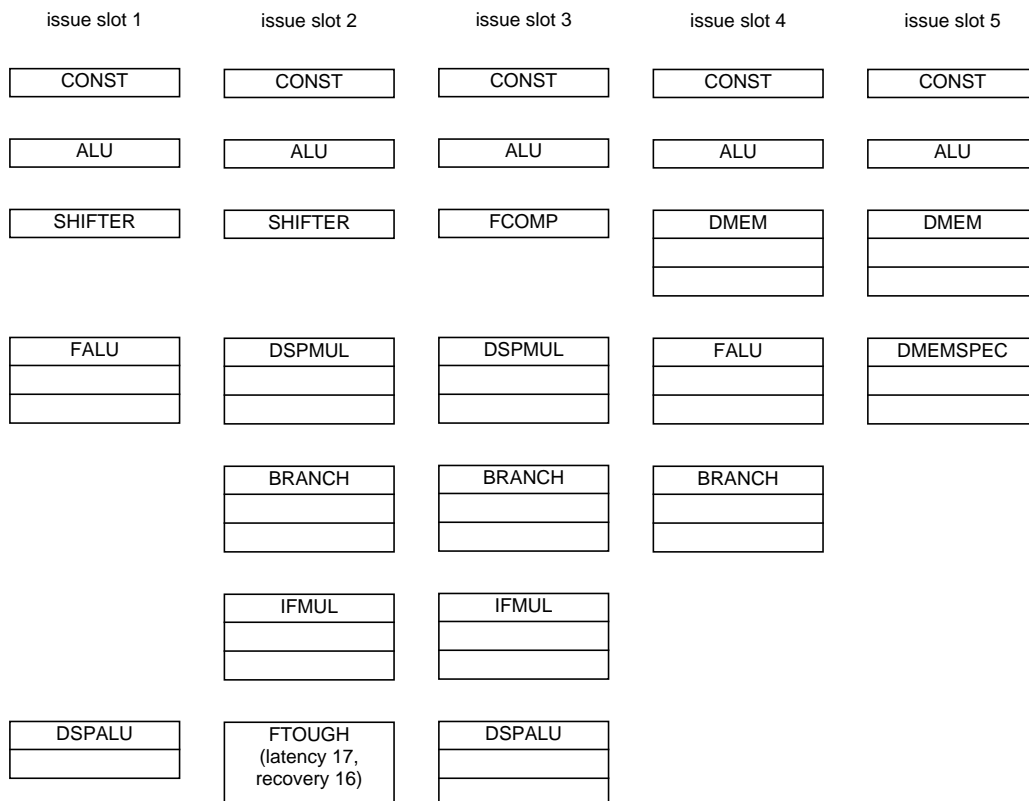 issue slot 1 issue slot 2 issue slot 3 issue slot 4 issue slot 5
CONST CONST CONST CONST CONST
ALU ALU ALU ALU ALU
SHIFTER SHIFTER FCOMP DMEM DMEM
FALU DSPMUL DSPMUL FALU DMEMSPEC
BRANCH BRANCH BRANCH
IFMUL IFMUL
DSPALU FTOUGH DSPALU
(latency 17,
recovery 16)